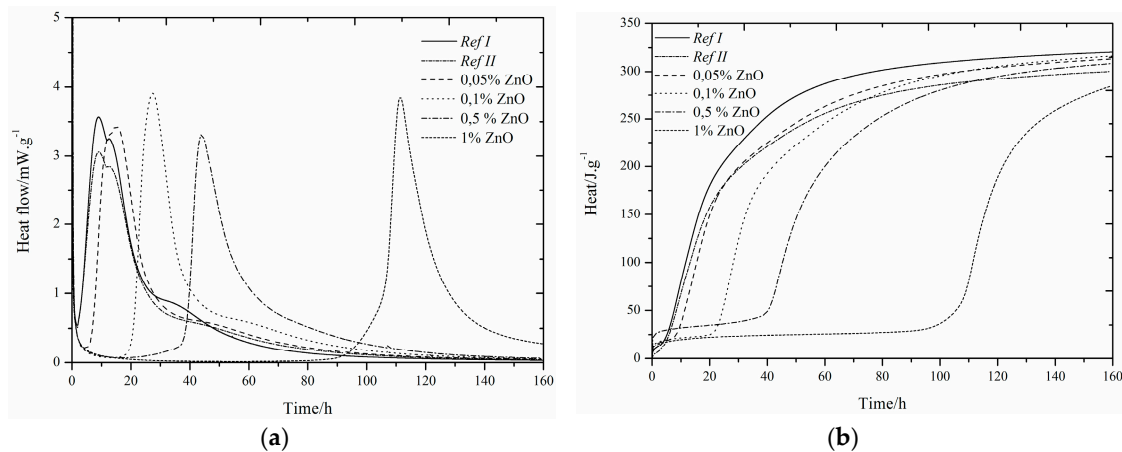 (a)
5
4
3
2
1
0
Heat flow/mW.g-1
Ref I
Ref II
0,05% ZnO
0,1% ZnO
0,5 % ZnO
1% ZnO
0 20 40 60 80 100 120 140 160
Time/h
(b)
350
300
250
200
150
100
50
0
Heat/J.g-1
Ref I
Ref II
0,05% ZnO
0,1% ZnO
0,5 % ZnO
1% ZnO
0 20 40 60 80 100 120 140 160
Time/h
(a)
(b)